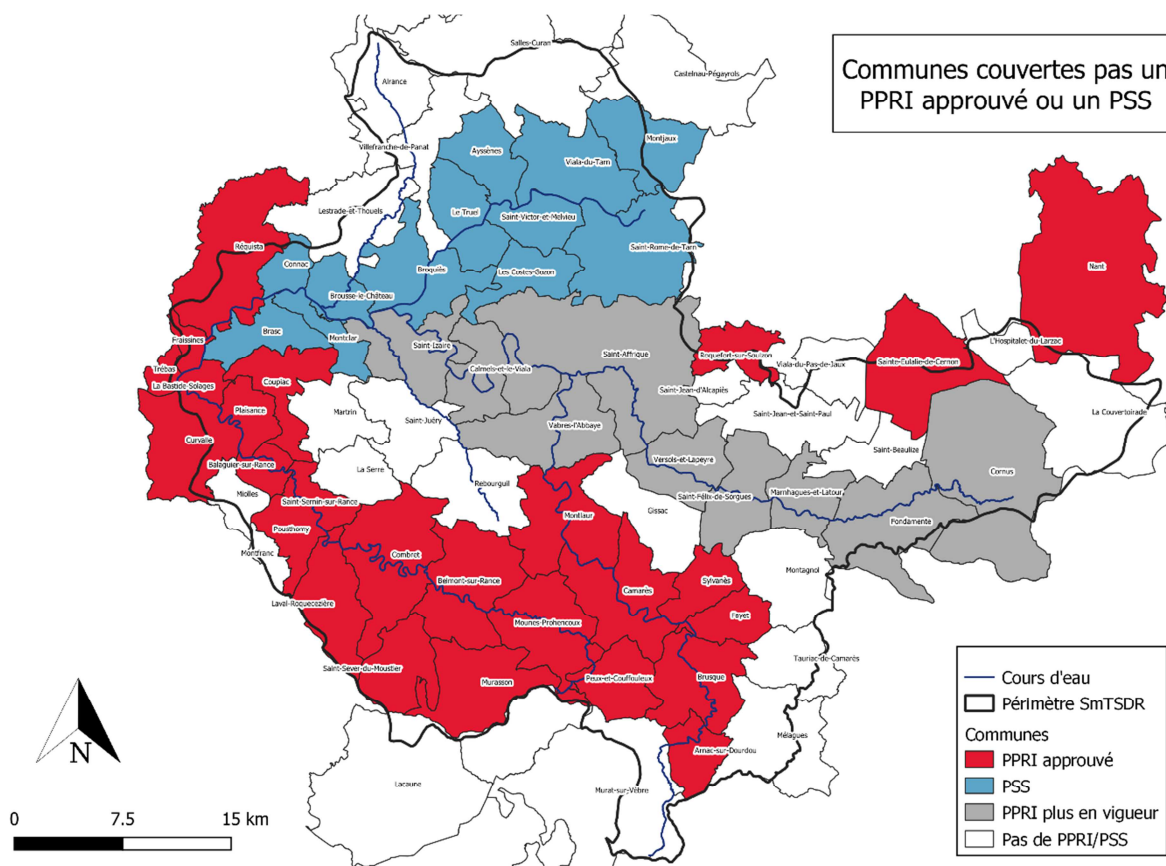 Communes couvertes pas un
PPRI approuvé ou un PSS
Salles-Curan
Castelnau-Pégayrols
Alrance
Villefranche-de-Panat
Montjaux
Ayssènes
Viala-du-Tarn
Lestrade-et-Thouels
Le Truel
Saint-Victor-et-Melvieu
Réquista
Saint-Rome-de-Tarn
Connac
Broquiès
Les Costes-Gozon
Nant
Brousse-le-Château
Brasc
Montclar
Fraissines
Saint-Izaire
Saint-Affrique
Roquefort-sur-Soulzon
L'Hospitalet-du-Larzac
Trébas
Calmels-et-le-Viala
Viala-du-Pas-de-Jaux
Sainte-Eulalie-de-Cernon
La Bastide-Solages
Coupiac
Saint-Jean-d'Alcapiès
Plaisance
Martrin
Saint-Juéry
Saint-Jean-et-Saint-Paul
La Couvertoirade
Curvalle
Vabres-l'Abbaye
Saint-Beaulize
Balaguier-sur-Rance
La Serre
Versols-et-Lapeyre
Cornus
Miolles
Rebourguil
Saint-Sernin-sur-Rance
Saint-Félix-de-Sorgues
Marnhagues-et-Latour
Gissac
Fondamente
Pousthomy
Montlaur
Montfranc
Combret
Montagnol
Belmont-sur-Rance
Camarès
Sylvanès
Laval-Roquecezière
Mounes-Prohencoux
Fayet
Tauriac-de-Camarès
Saint-Sever-du-Moustier
Murasson
Peux-et-Couffouleux
Brusque
Mélagues
Arnac-sur-Dourdou
Lacaune
Murat-sur-Vèbre
N
0 7.5 15 km
Cours d'eau
Périmètre SmTSDR
Communes
PPRI approuvé
PSS
PPRI plus en vigueur
Pas de PPRI/PSS